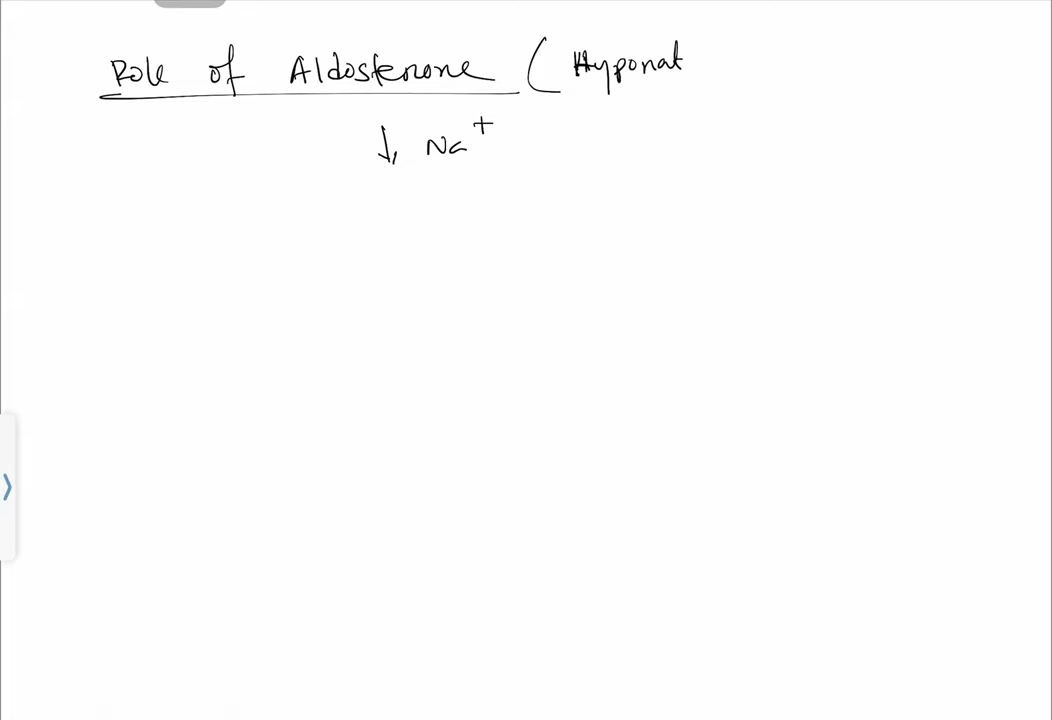 Role of Aldosterone ( Hyponat
↓ Na+